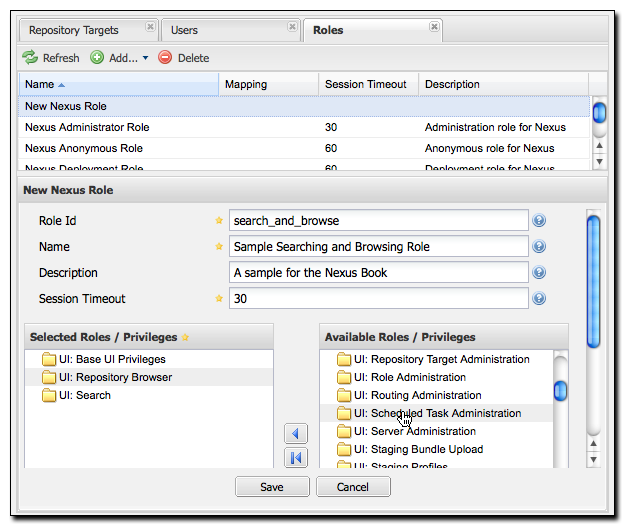 Repository Targets Users Roles
Refresh Add... Delete
Name Mapping Session Timeout Description
New Nexus Role
Nexus Administrator Role 30 Administration role for Nexus
Nexus Anonymous Role 60 Anonymous role for Nexus
Nexus Deployment Role 60 Deployment role for Nexus
New Nexus Role
Role Id search_and_browse
Name Sample Searching and Browsing Role
Description A sample for the Nexus Book
Session Timeout 30
Selected Roles / Privileges
UI: Base UI Privileges
UI: Repository Browser
UI: Search
Available Roles / Privileges
UI: Repository Target Administration
UI: Role Administration
UI: Routing Administration
UI: Scheduled Task Administration
UI: Server Administration
UI: Staging Bundle Upload
UI: Staging Profiles
Save Cancel